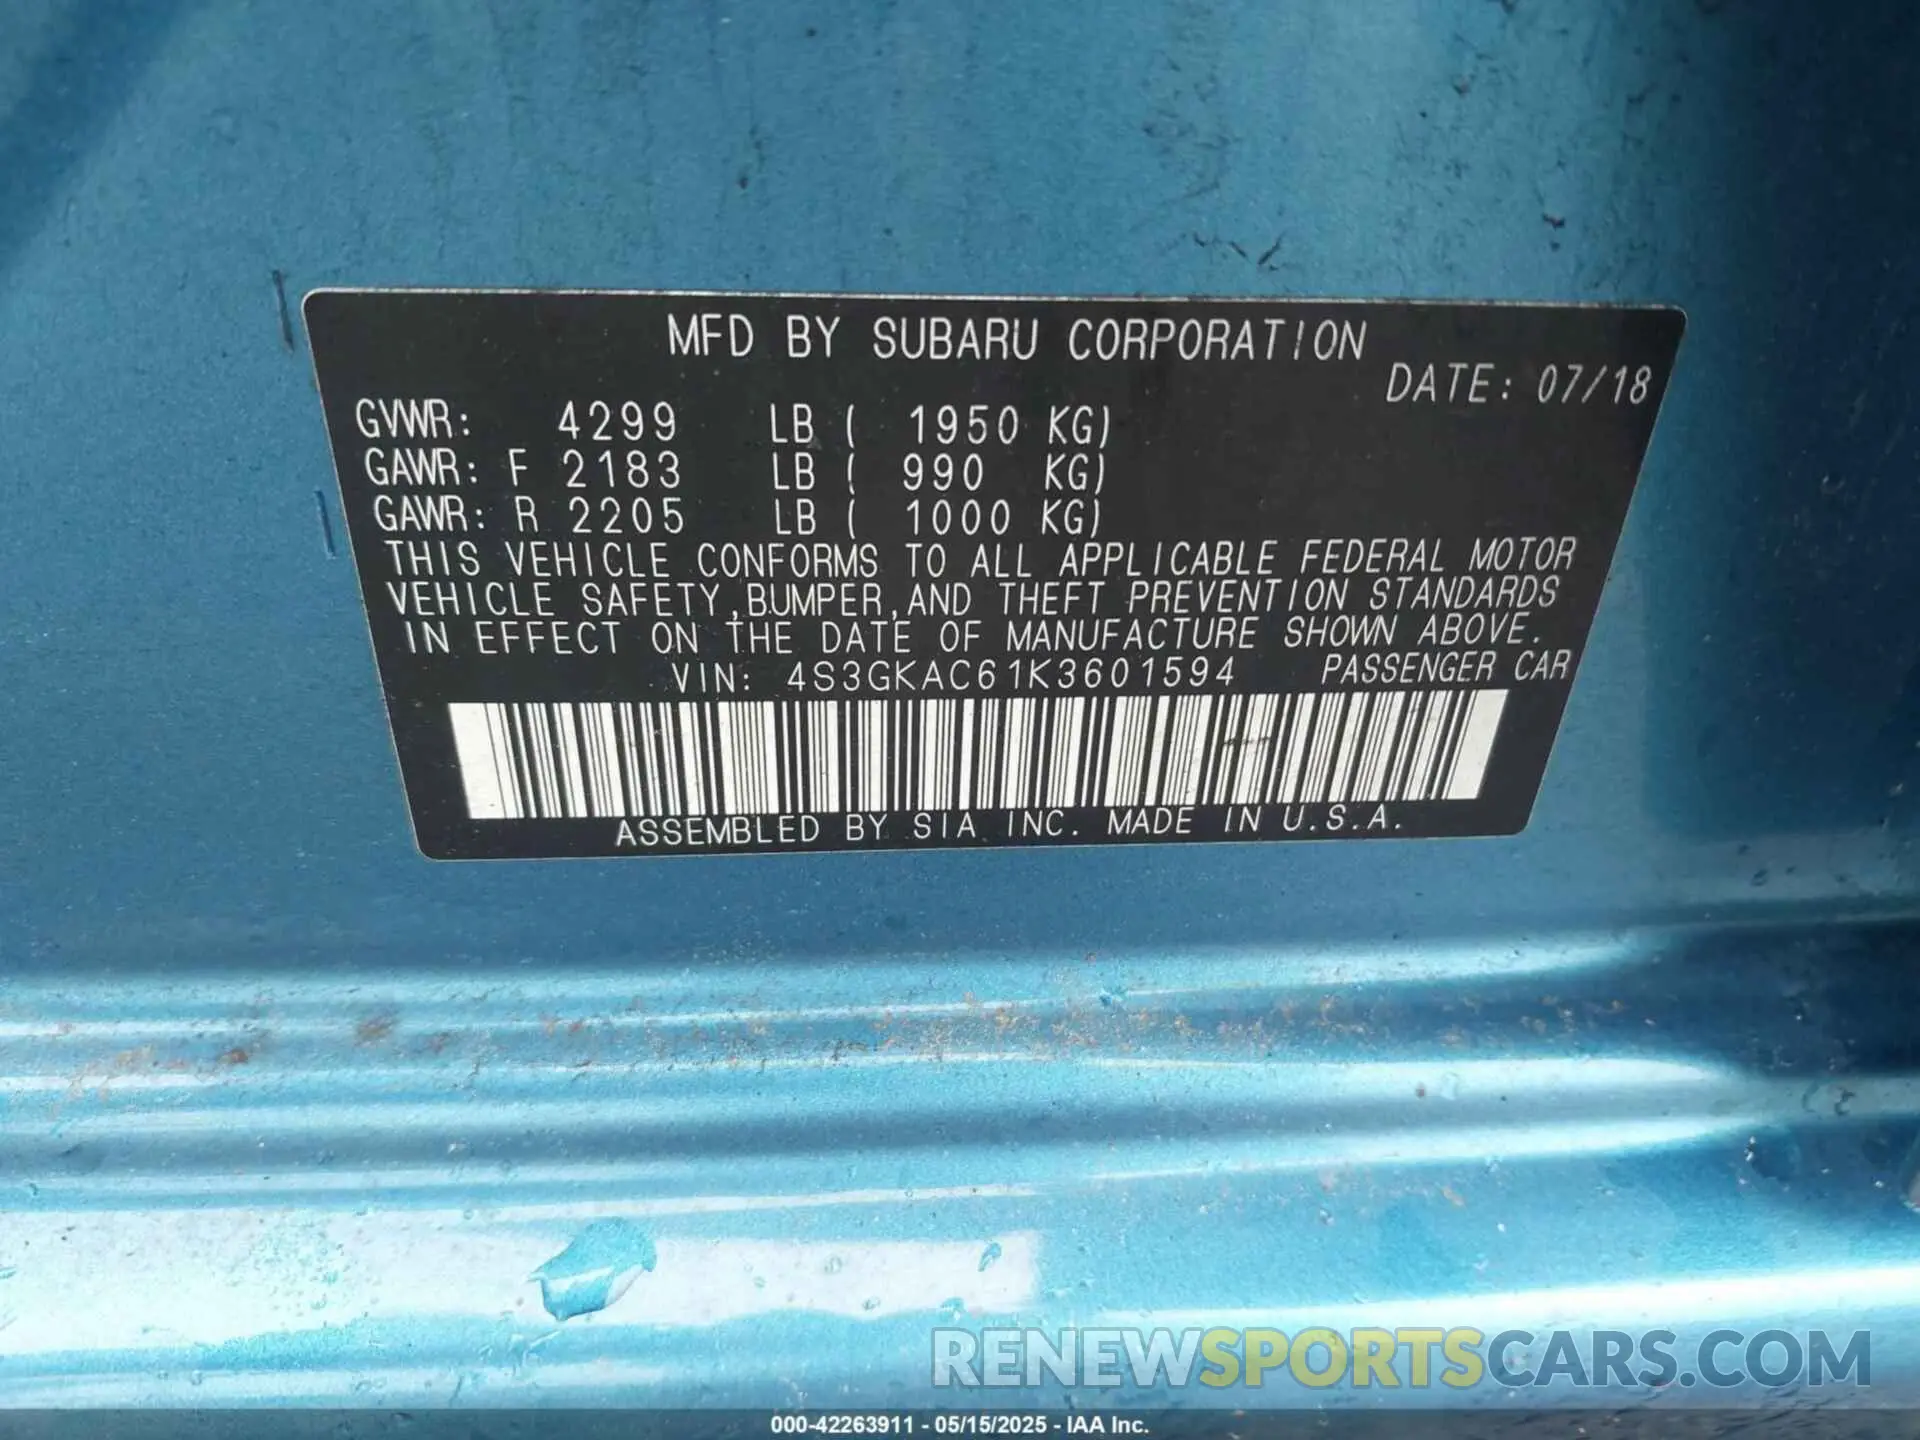 MFD BY SUBARU CORPORATION
DATE: 07/18
GVWR: 4299 LB ( 1950 KG)
GAWR: F 2183 LB ( 990 KG)
GAWR: R 2205 LB ( 1000 KG)
THIS VEHICLE CONFORMS TO ALL APPLICABLE FEDERAL MOTOR
VEHICLE SAFETY,BUMPER,AND THEFT PREVENTION STANDARDS
IN EFFECT ON THE DATE OF MANUFACTURE SHOWN ABOVE.
VIN: 4S3GKAC61K3601594 PASSENGER CAR
ASSEMBLED BY SIA INC. MADE IN U.S.A.
RENEWSPORTSCARS.COM
000-42263911 - 05/15/2025 - IAA Inc.